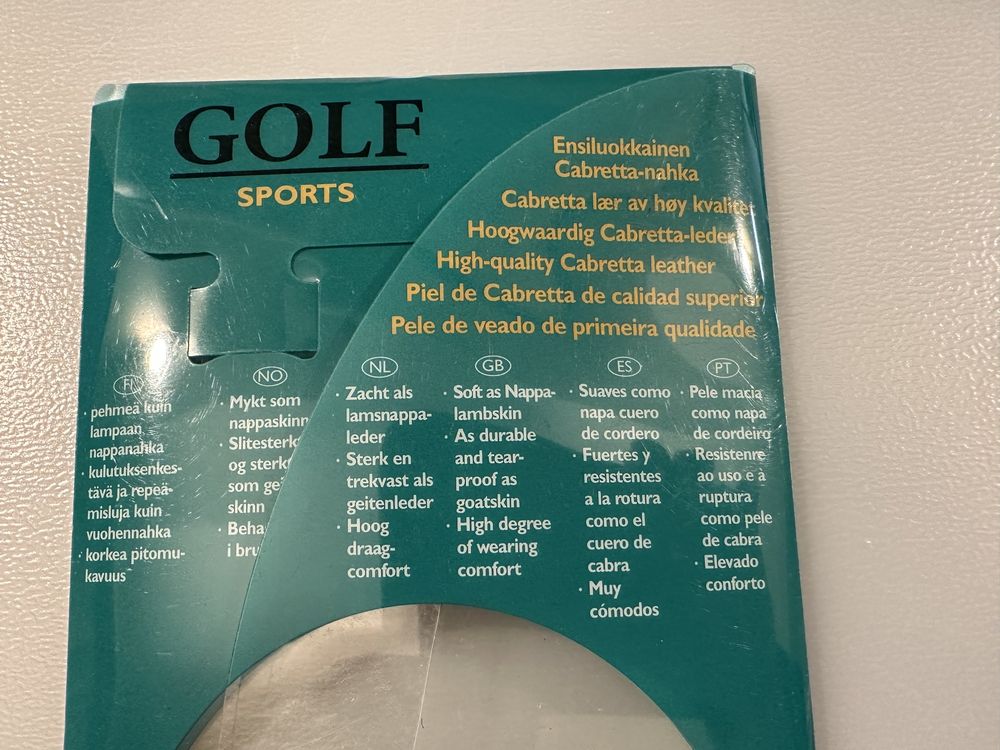 GOLF
SPORTS
Ensiluokkainen
Cabretta-nahka
Cabretta lær av høy
Hoogwaardig Cabretta-leder
High-quality Cabretta leather
Piel de Cabretta de calidad superior
Pele de veado de primeira qualidade
FI
· pehmeä kuin
lampaan
nappanahka
· kulutuksenkes-
tävä ja repeä-
misluja kuin
vuohennahka
· korkea pitomu-
kavuus
NO
· Mykt som
nappaskinn
· Slitesterk
og sterk
som
skinn
·
i
NL
· Zacht als
lamsnappa-
leder
· Sterk en
trekvast als
geitenleder
· Hoog
draag-
comfort
GB
· Soft as Nappa-
lambskin
· As durable
and tear-
proof as
goatskin
· High degree
of wearing
comfort
ES
· Suaves como
napa cuero
de cordero
· Fuertes y
resistentes
a la rotura
como el
cuero de
cabra
· Muy
cómodos
PT
· Pele macia
como napa
de cordeiro
· Resistenre
ao uso e à
ruptura
como pele
de cabra
· Elevado
conforto